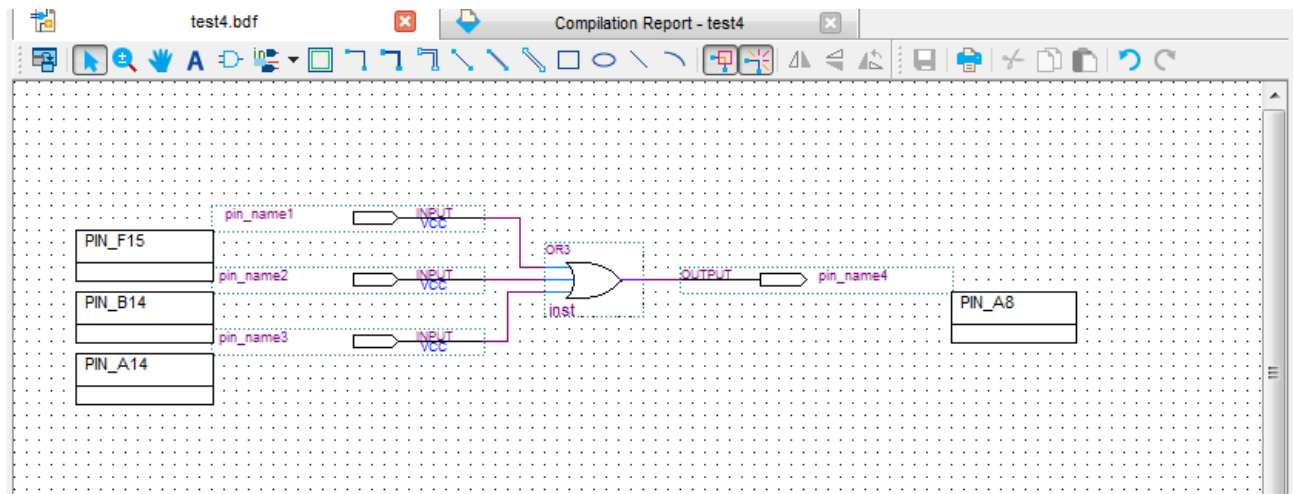 test4.bdf
Compilation Report - test4
A
pin_name1
INPUT
VCC
PIN_F15
OR3
pin_name2
INPUT
VCC
OUTPUT
pin_name4
PIN_B14
PIN_A8
inst
pin_name3
INPUT
VCC
PIN_A14